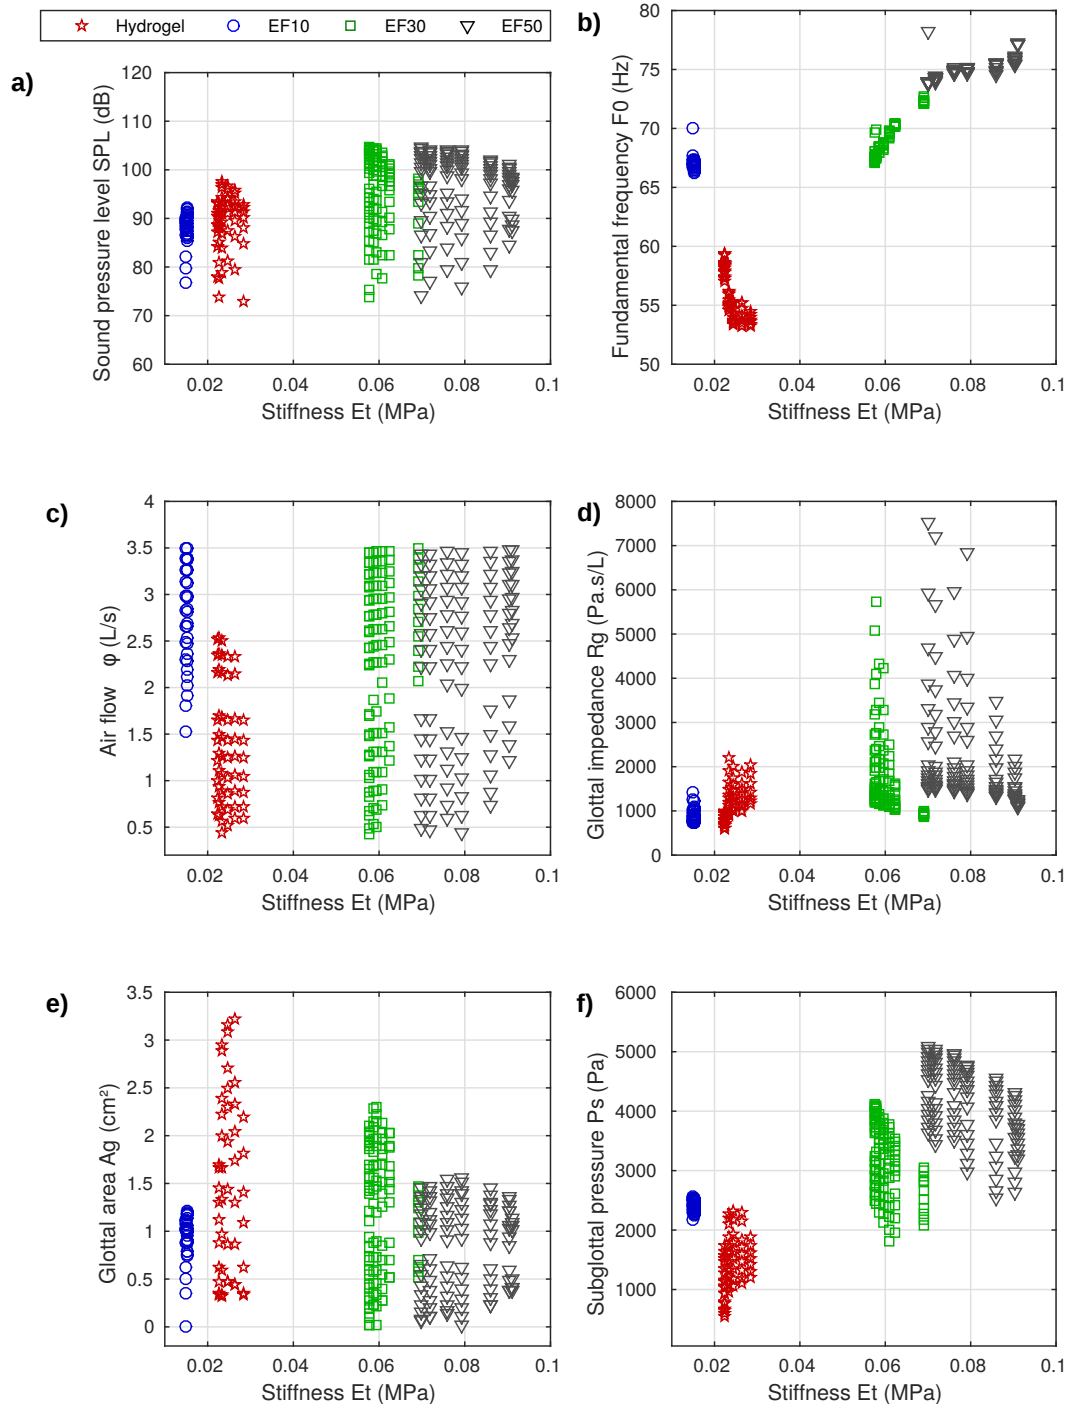 Hydrogel EF10 EF30 EF50
a)
Sound pressure level SPL (dB)
120
110
100
90
80
70
60
0.02 0.04 0.06 0.08 0.1
Stiffness Et (MPa)
b)
Fundamental frequency F0 (Hz)
80
75
70
65
60
55
50
0.02 0.04 0.06 0.08 0.1
Stiffness Et (MPa)
c)
Air flow φ (L/s)
4
3.5
3
2.5
2
1.5
1
0.5
0.02 0.04 0.06 0.08 0.1
Stiffness Et (MPa)
d)
Glottal impedance Rg (Pa.s/L)
8000
7000
6000
5000
4000
3000
2000
1000
0
0.02 0.04 0.06 0.08 0.1
Stiffness Et (MPa)
e)
Glottal area Ag (cm²)
3.5
3
2.5
2
1.5
1
0.5
0
0.02 0.04 0.06 0.08 0.1
Stiffness Et (MPa)
f)
Subglottal pressure Ps (Pa)
6000
5000
4000
3000
2000
1000
0.02 0.04 0.06 0.08 0.1
Stiffness Et (MPa)